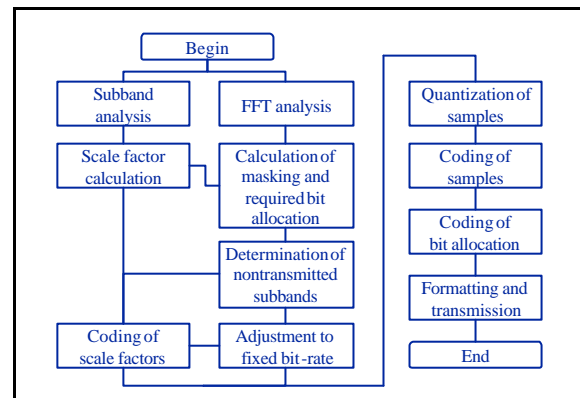 Begin
Subband
analysis
FFT analysis
Scale factor
calculation
Calculation of
masking and
required bit
allocation
Determination of
nontransmitted
subbands
Coding of
scale factors
Adjustment to
fixed bit-rate
Quantization of
samples
Coding of
samples
Coding of
bit allocation
Formatting and
transmission
End